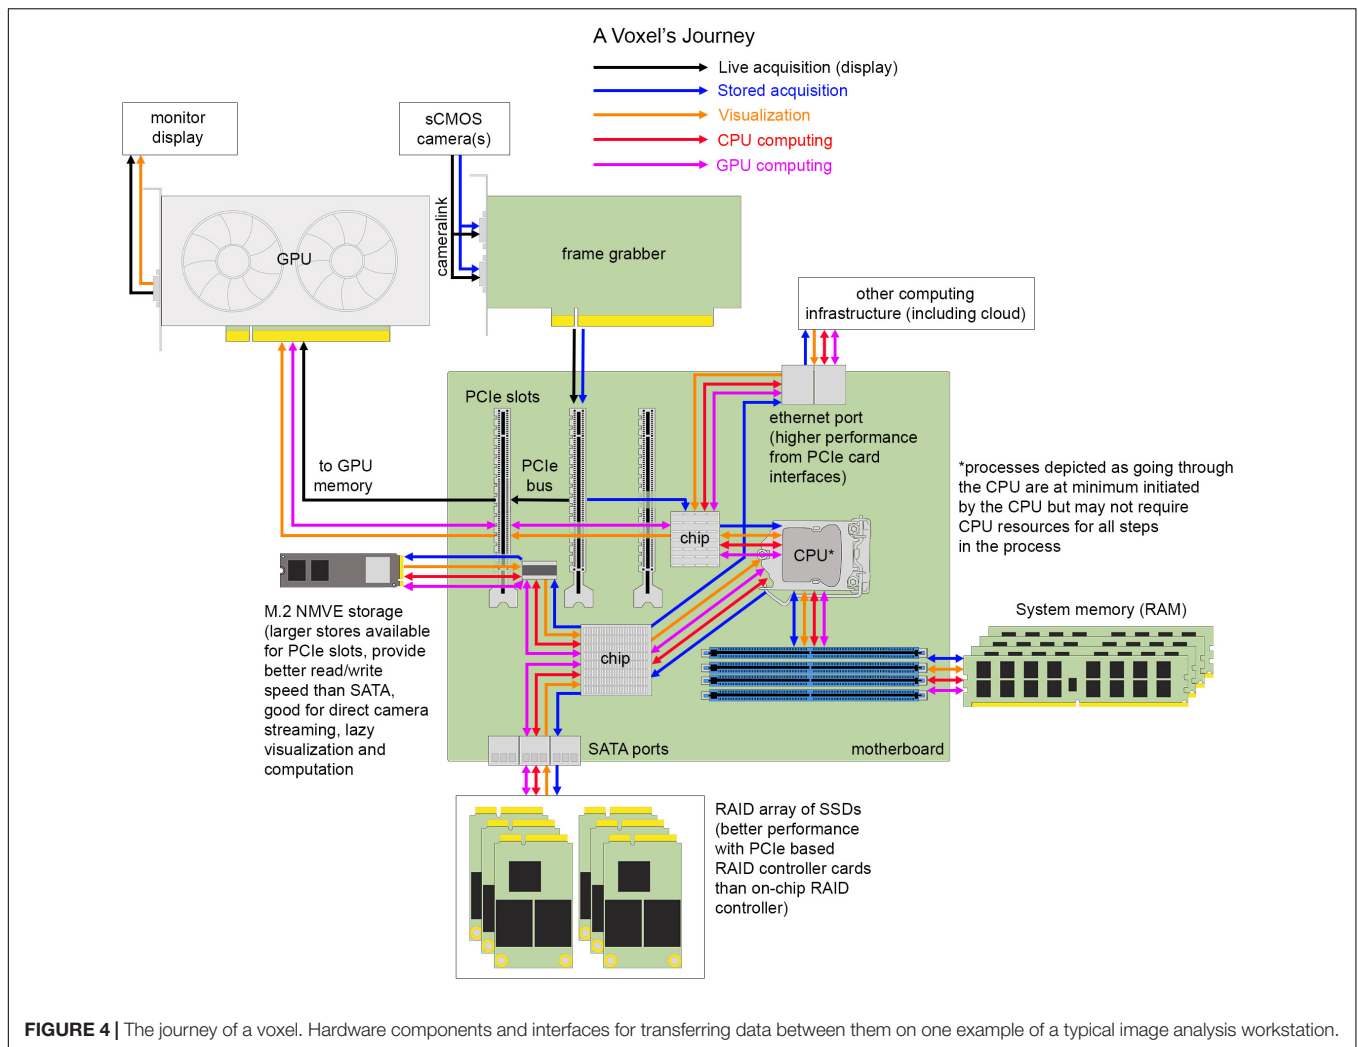 A Voxel's Journey
Live acquisition (display)
Stored acquisition
Visualization
CPU computing
GPU computing
monitor
display
sCMOS
camera(s)
cameralink
GPU
frame grabber
other computing
infrastructure (including cloud)
PCIe slots
ethernet port
(higher performance
from PCIe card
interfaces)
to GPU
memory
PCIe
bus
*processes depicted as going through
the CPU are at minimum initiated
by the CPU but may not require
CPU resources for all steps
in the process
chip
CPU*
M.2 NMVE storage
(larger stores available
for PCIe slots, provide
better read/write
speed than SATA,
good for direct camera
streaming, lazy
visualization and
computation
System memory (RAM)
chip
SATA ports
motherboard
RAID array of SSDs
(better performance
with PCIe based
RAID controller cards
than on-chip RAID
controller)
FIGURE 4 | The journey of a voxel. Hardware components and interfaces for transferring data between them on one example of a typical image analysis workstation.